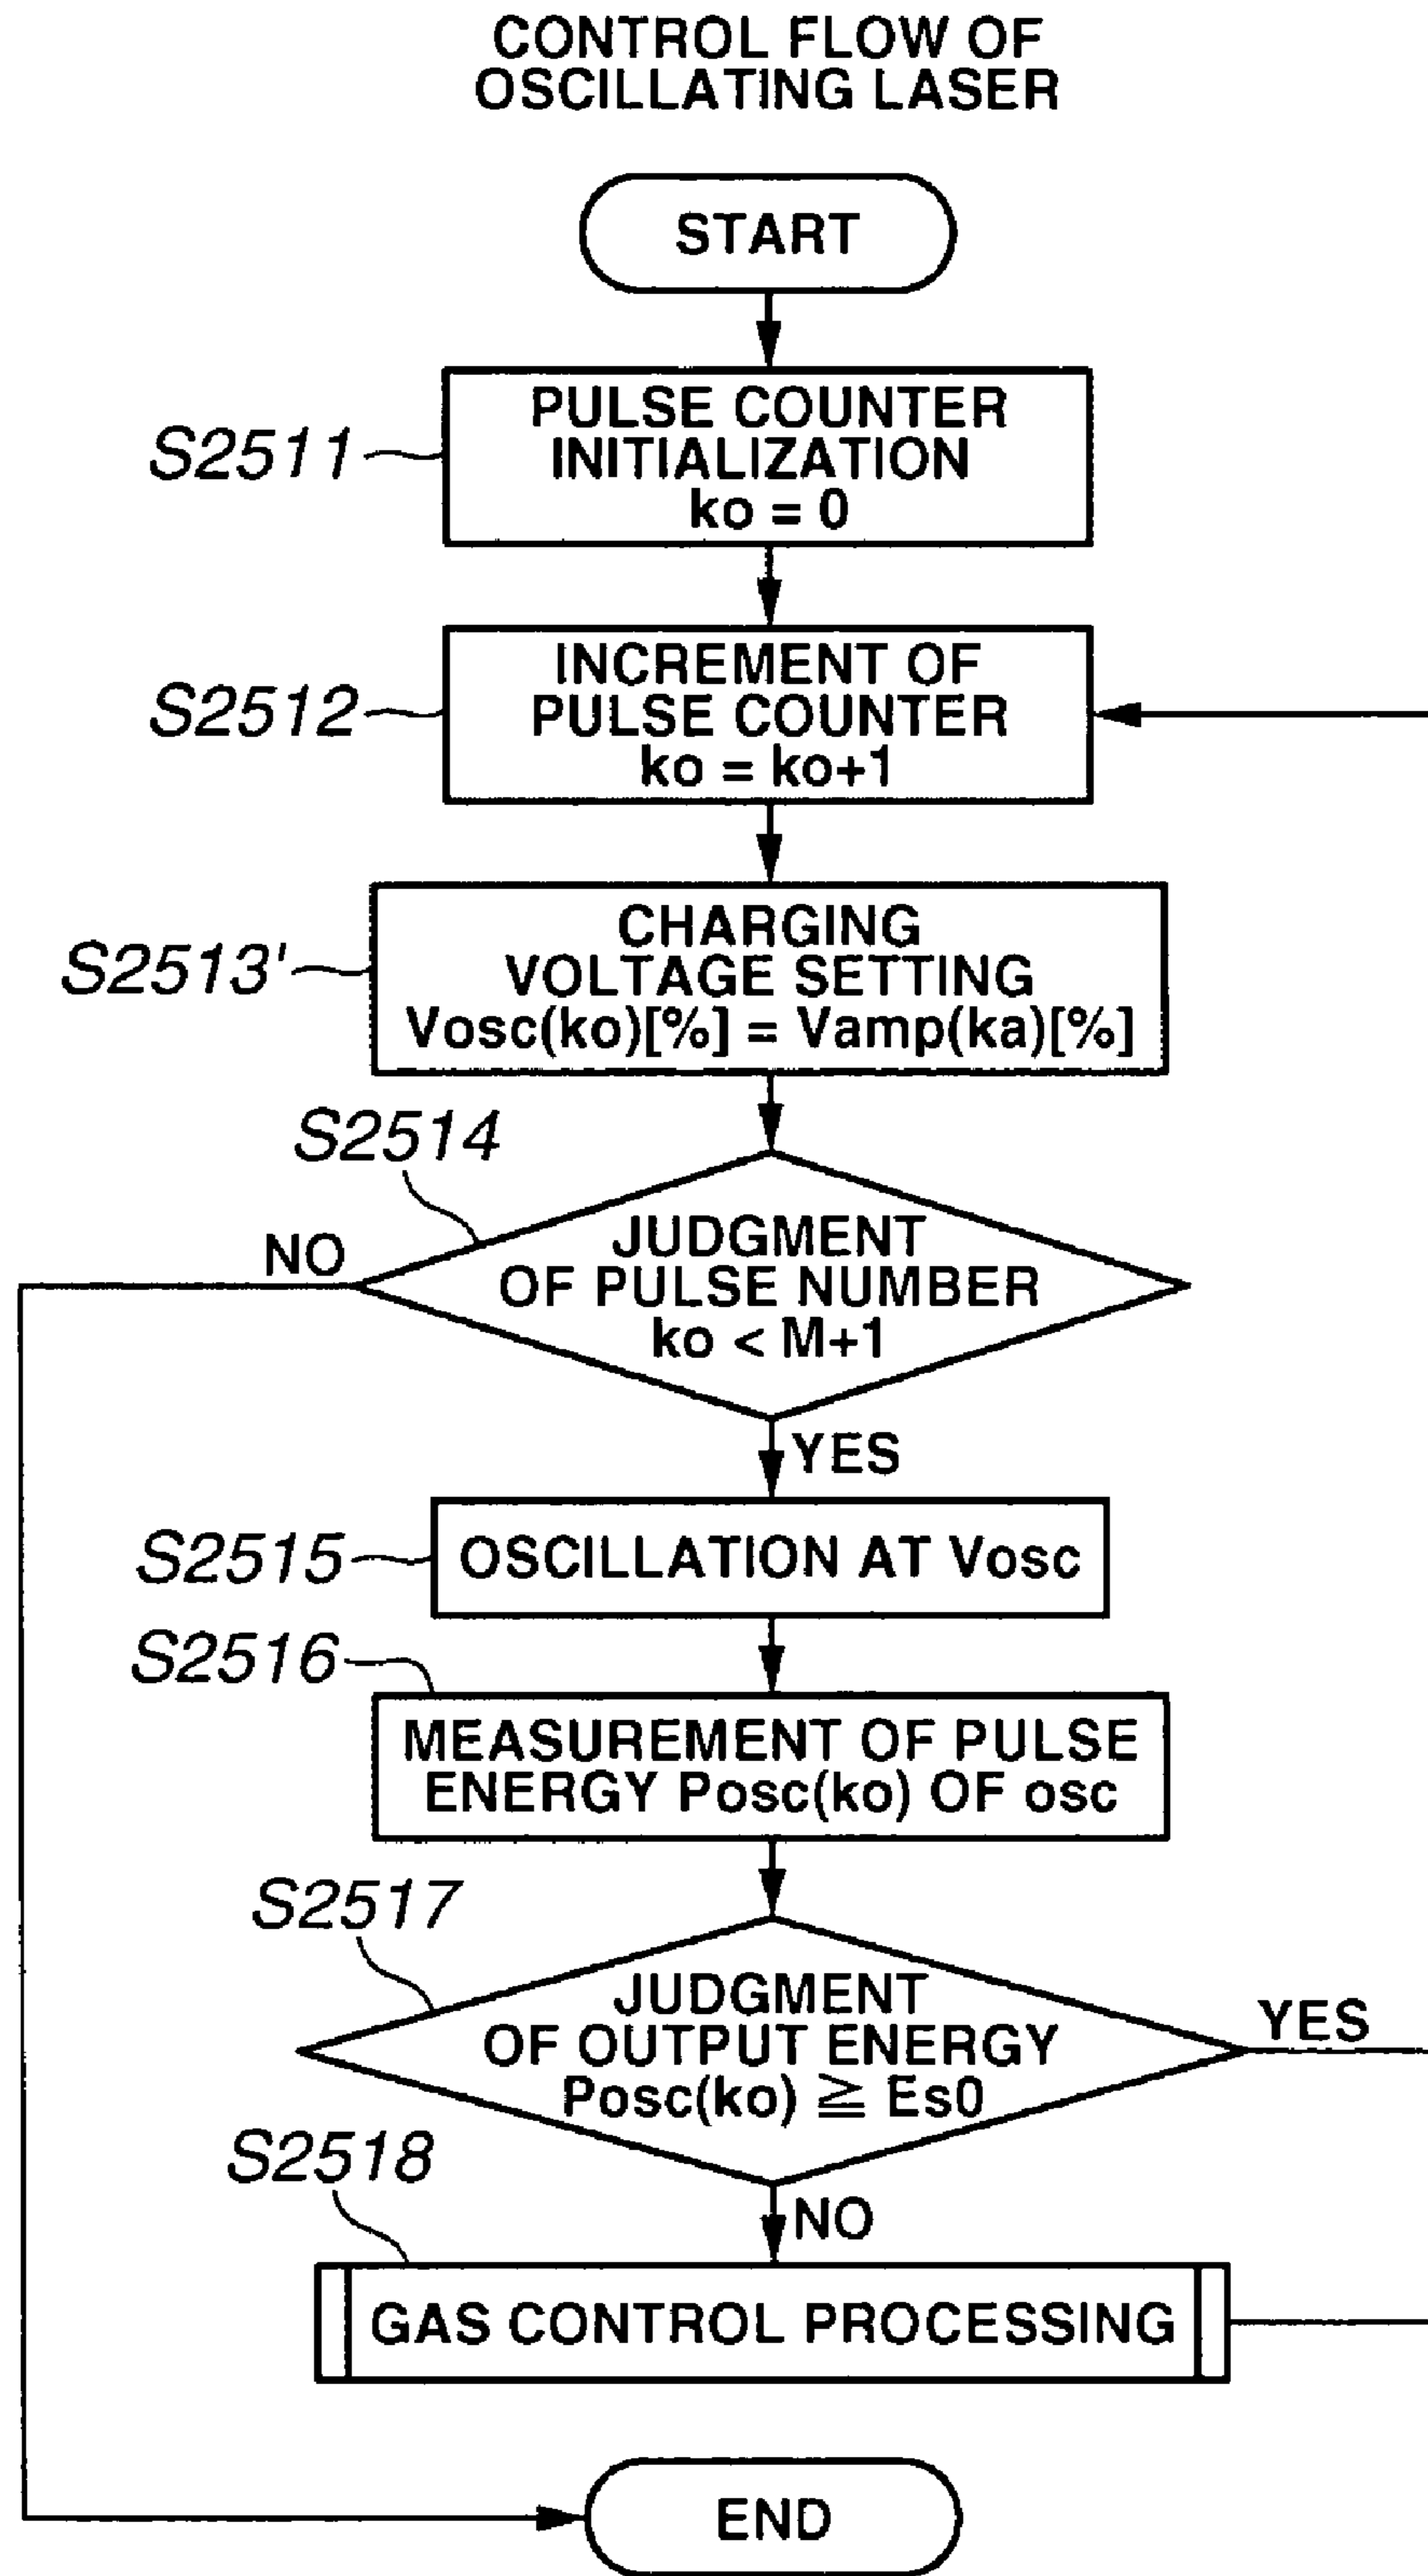 CONTROL FLOW OF
OSCILLATING LASER
START
S2511
PULSE COUNTER
INITIALIZATION
ko = 0
S2512
INCREMENT OF
PULSE COUNTER
ko = ko+1
S2513'
CHARGING
VOLTAGE SETTING
Vosc(ko)[%] = Vamp(ka)[%]
S2514
NO
JUDGMENT
OF PULSE NUMBER
ko < M+1
YES
S2515
OSCILLATION AT Vosc
S2516
MEASUREMENT OF PULSE
ENERGY Posc(ko) OF osc
S2517
JUDGMENT
OF OUTPUT ENERGY
Posc(ko) ≧ Es0
YES
S2518
NO
GAS CONTROL PROCESSING
END